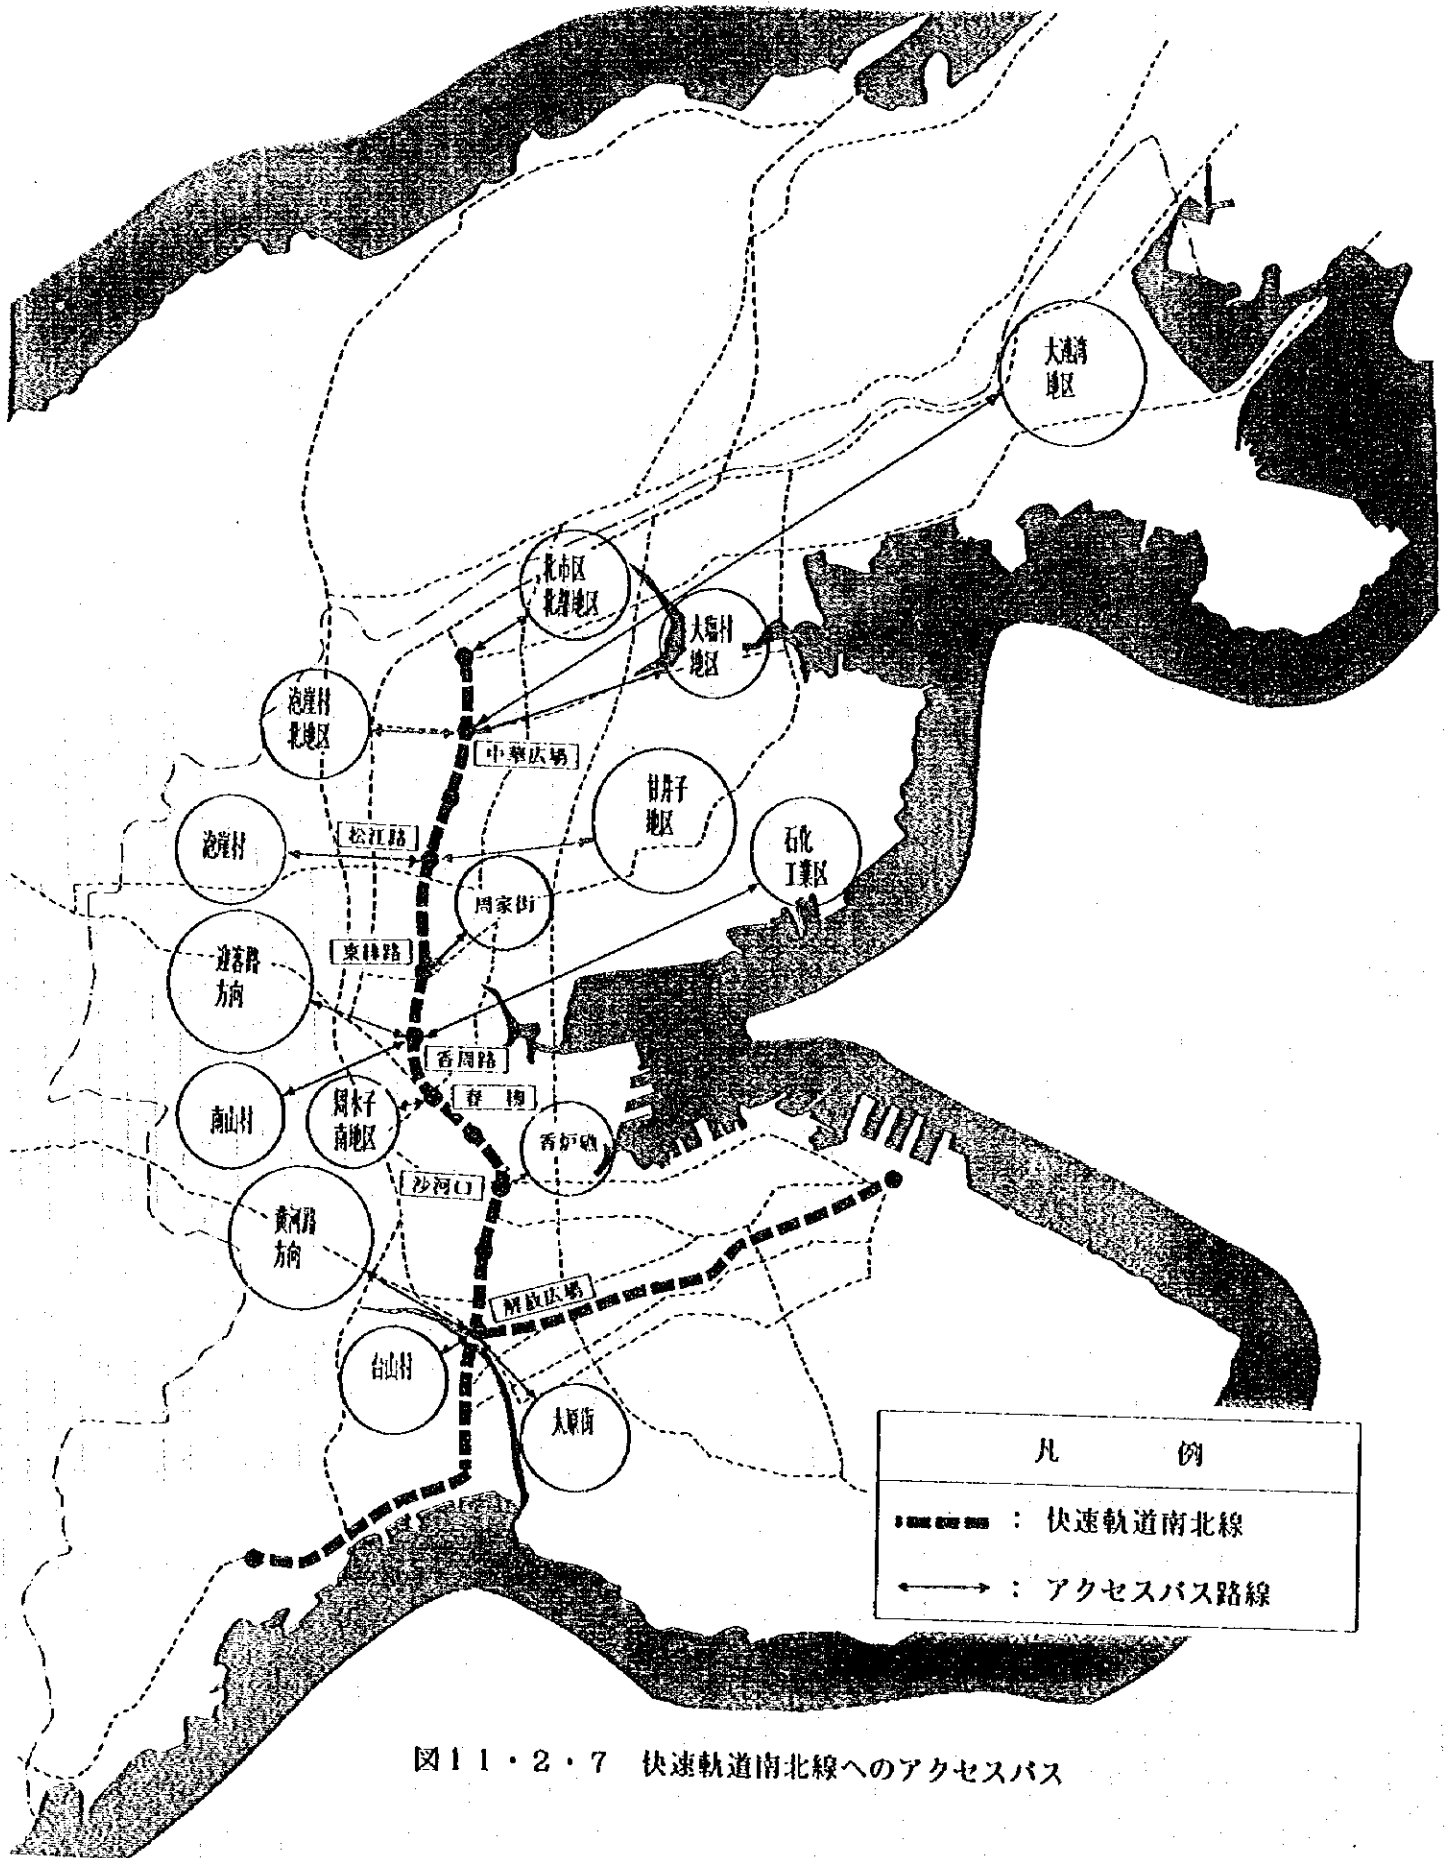 大連湾
地区
北市区
北部地区
大塩村
地区
泡崖村
北地区
中華広場
甘井子
地区
松江路
泡崖村
石化
工業区
周家街
東緯路
迎客路
方向
香周路
南山村
周水子
南地区
春柳
香炉礁
沙河口
黄河路
方向
解放広場
台山村
太原街
凡 例
: 快速軌道南北線
: アクセスバス路線
図11・2・7 快速軌道南北線へのアクセスバス